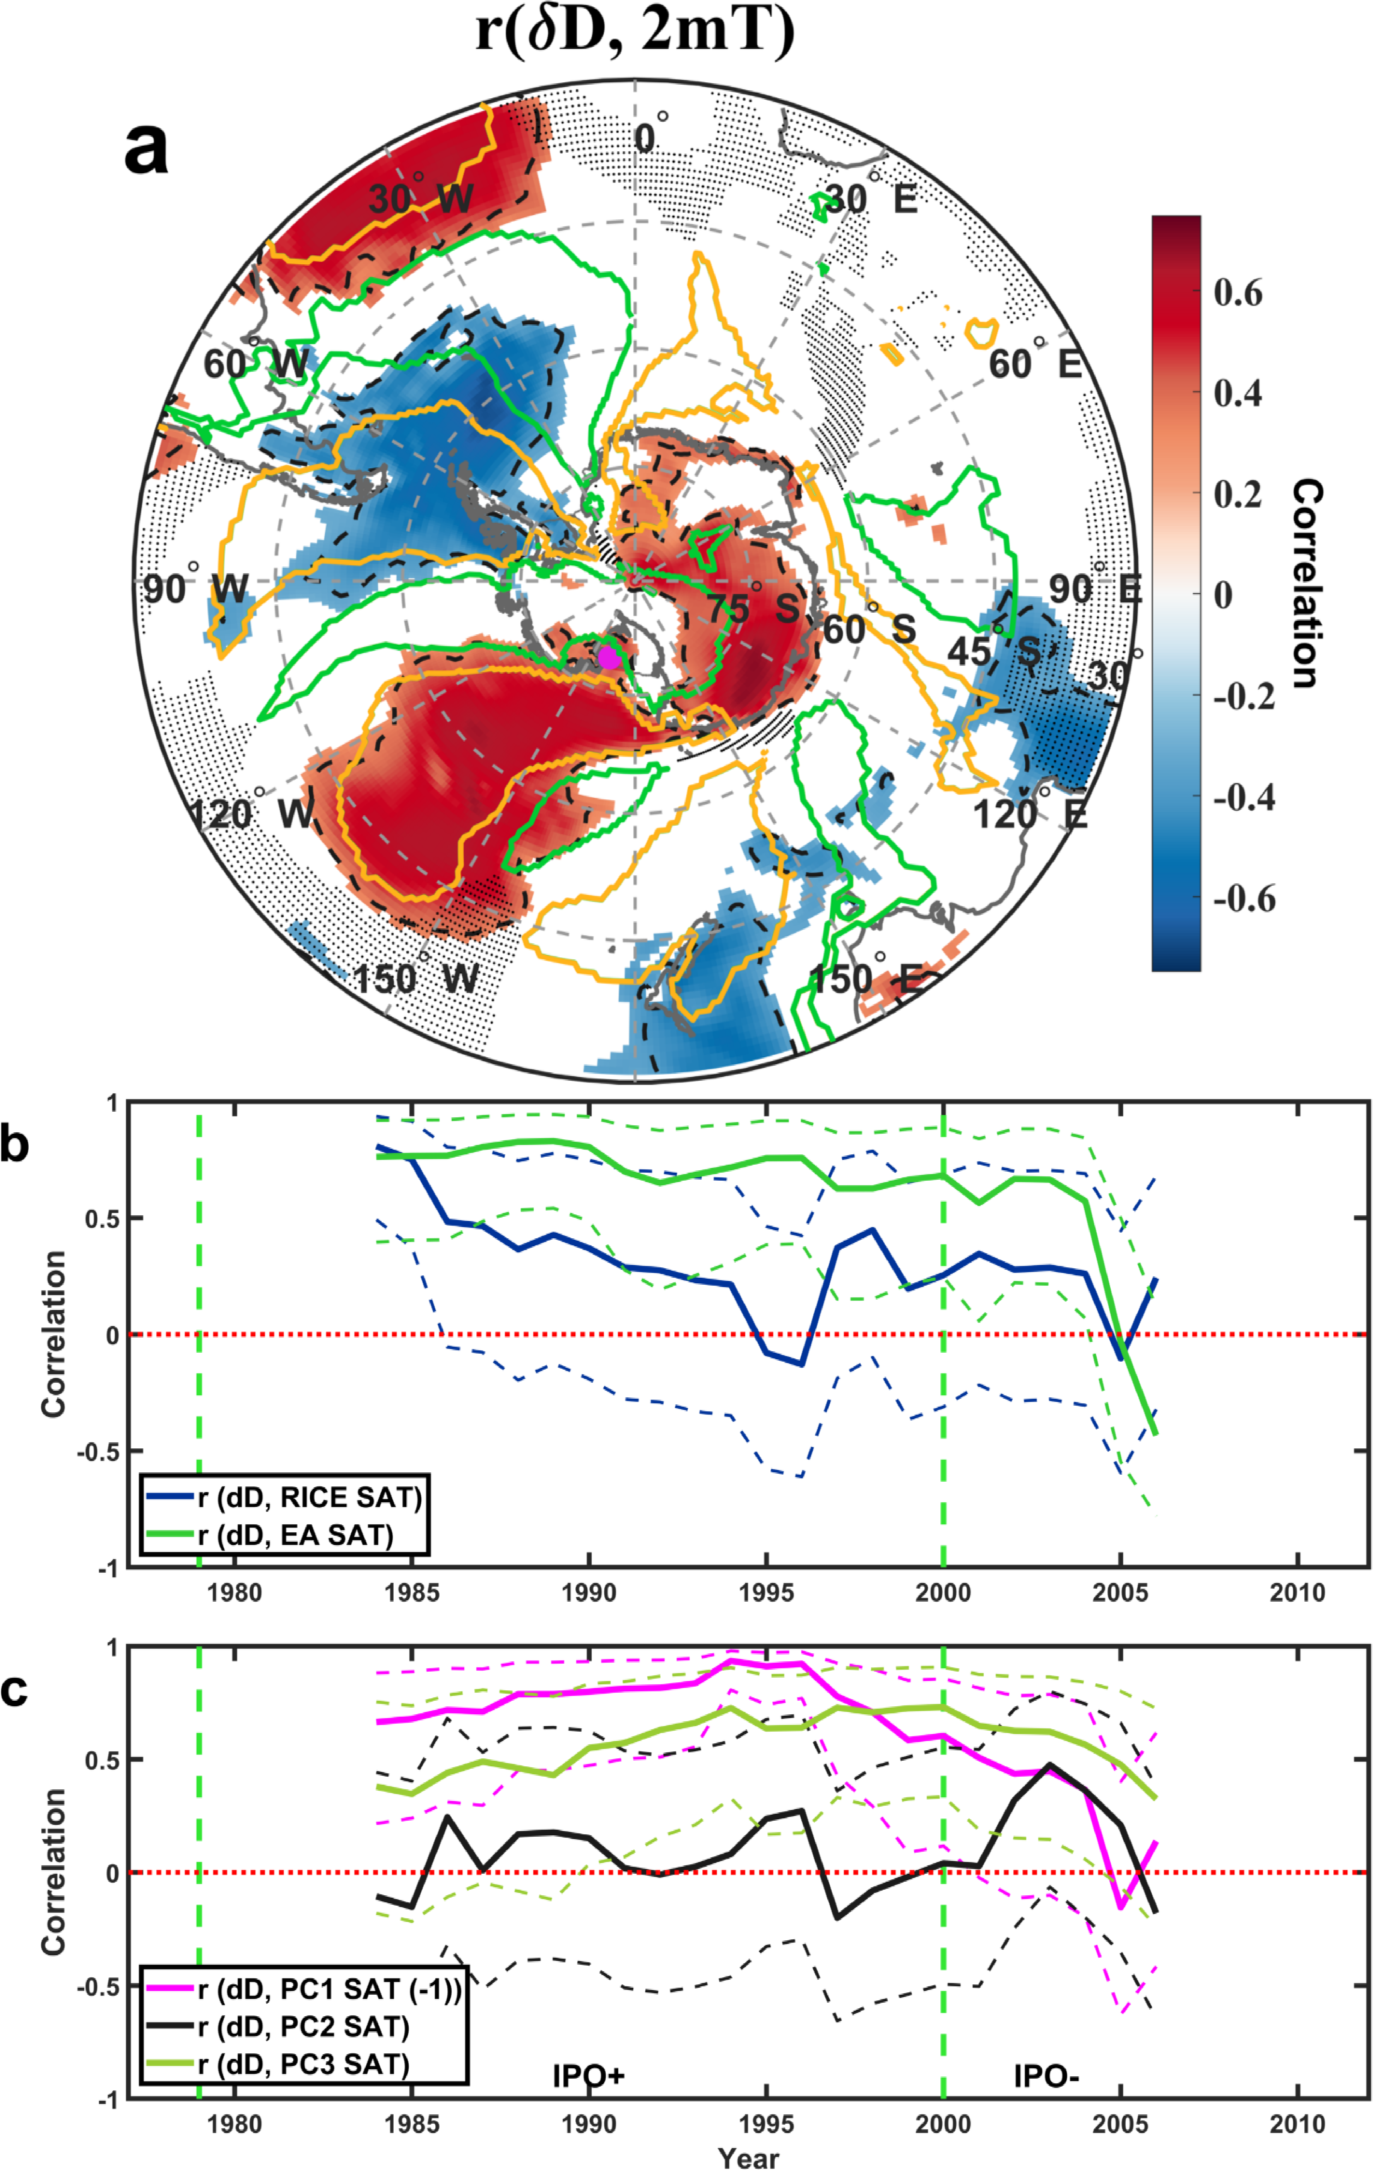 r(δD, 2mT)
a
0°
30° W
30° E
60° W
60° E
90° W
90° E
75° S
60° S
45° S
30°
120° W
120° E
150° W
150° E
0.6
0.4
0.2
0
-0.2
-0.4
-0.6
Correlation
b
1
0.5
0
-0.5
-1
Correlation
r (dD, RICE SAT)
r (dD, EA SAT)
1980 1985 1990 1995 2000 2005 2010
c
1
0.5
0
-0.5
-1
Correlation
r (dD, PC1 SAT (-1))
r (dD, PC2 SAT)
r (dD, PC3 SAT)
IPO+ IPO-
1980 1985 1990 1995 2000 2005 2010
Year